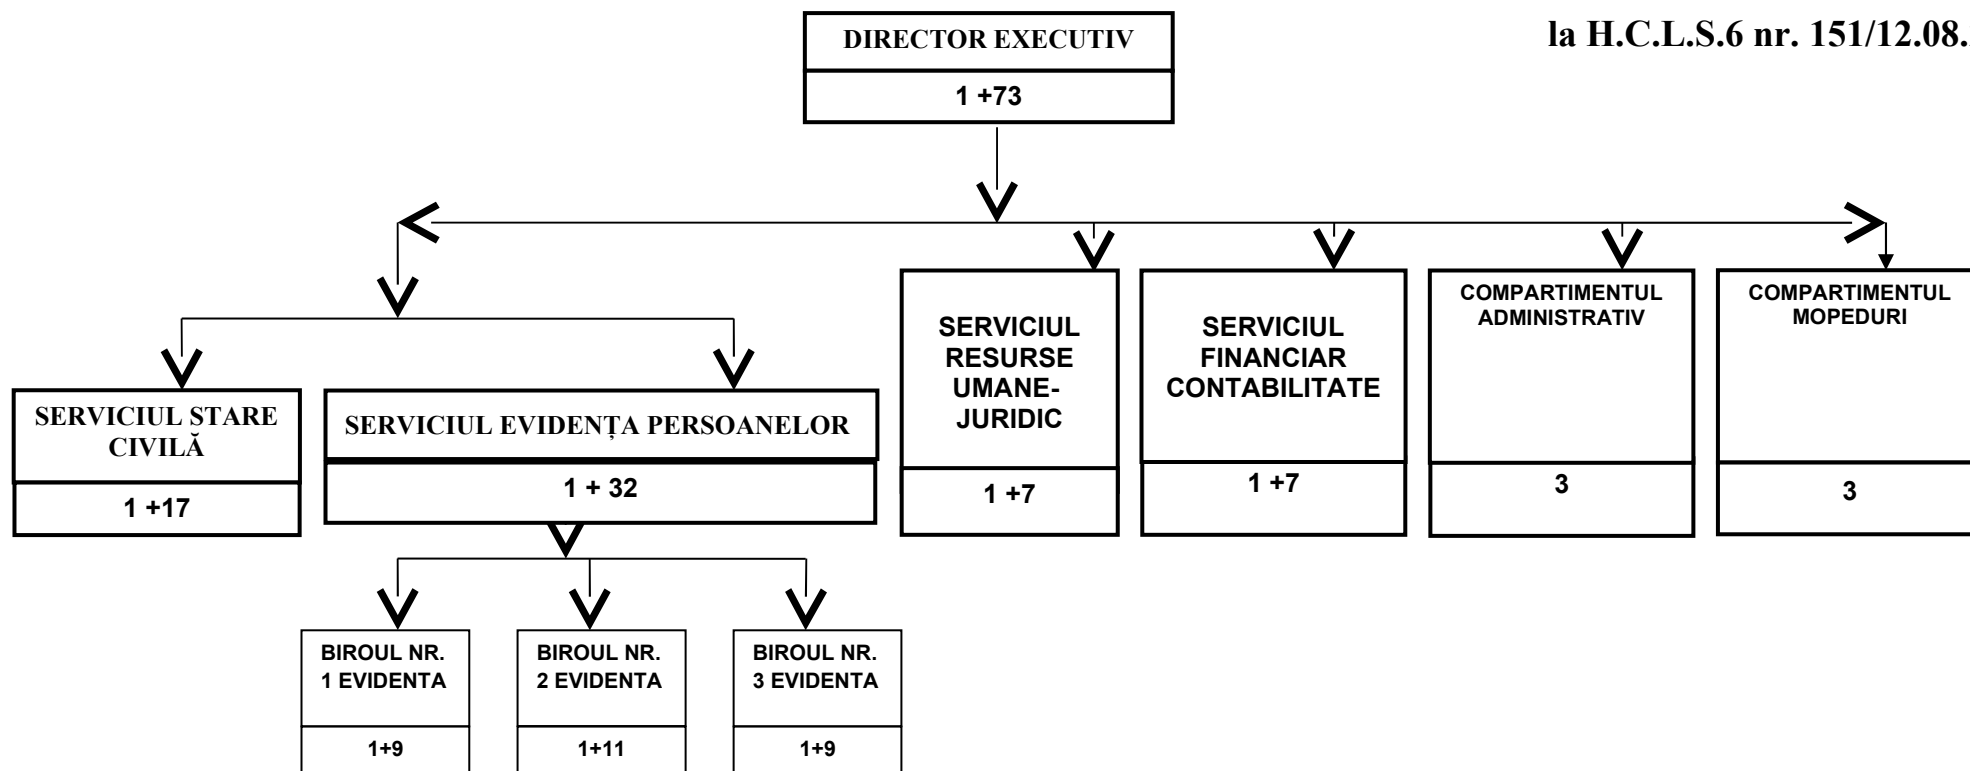 la H.C.L.S.6 nr. 151/12.08.
DIRECTOR EXECUTIV
1 +73
SERVICIUL STARE
CIVILĂ
1 +17
SERVICIUL EVIDENȚA PERSOANELOR
1 + 32
SERVICIUL
RESURSE
UMANE-
JURIDIC
1 +7
SERVICIUL
FINANCIAR
CONTABILITATE
1 +7
COMPARTIMENTUL
ADMINISTRATIV
3
COMPARTIMENTUL
MOPEDURI
3
BIROUL NR.
1 EVIDENTA
1+9
BIROUL NR.
2 EVIDENTA
1+11
BIROUL NR.
3 EVIDENTA
1+9